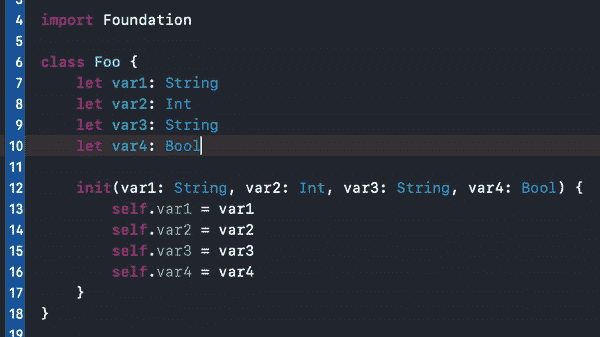 4 import Foundation
5
6 class Foo {
7     let var1: String
8     let var2: Int
9     let var3: String
10     let var4: Bool
11
12     init(var1: String, var2: Int, var3: String, var4: Bool) {
13         self.var1 = var1
14         self.var2 = var2
15         self.var3 = var3
16         self.var4 = var4
17     }
18 }
19